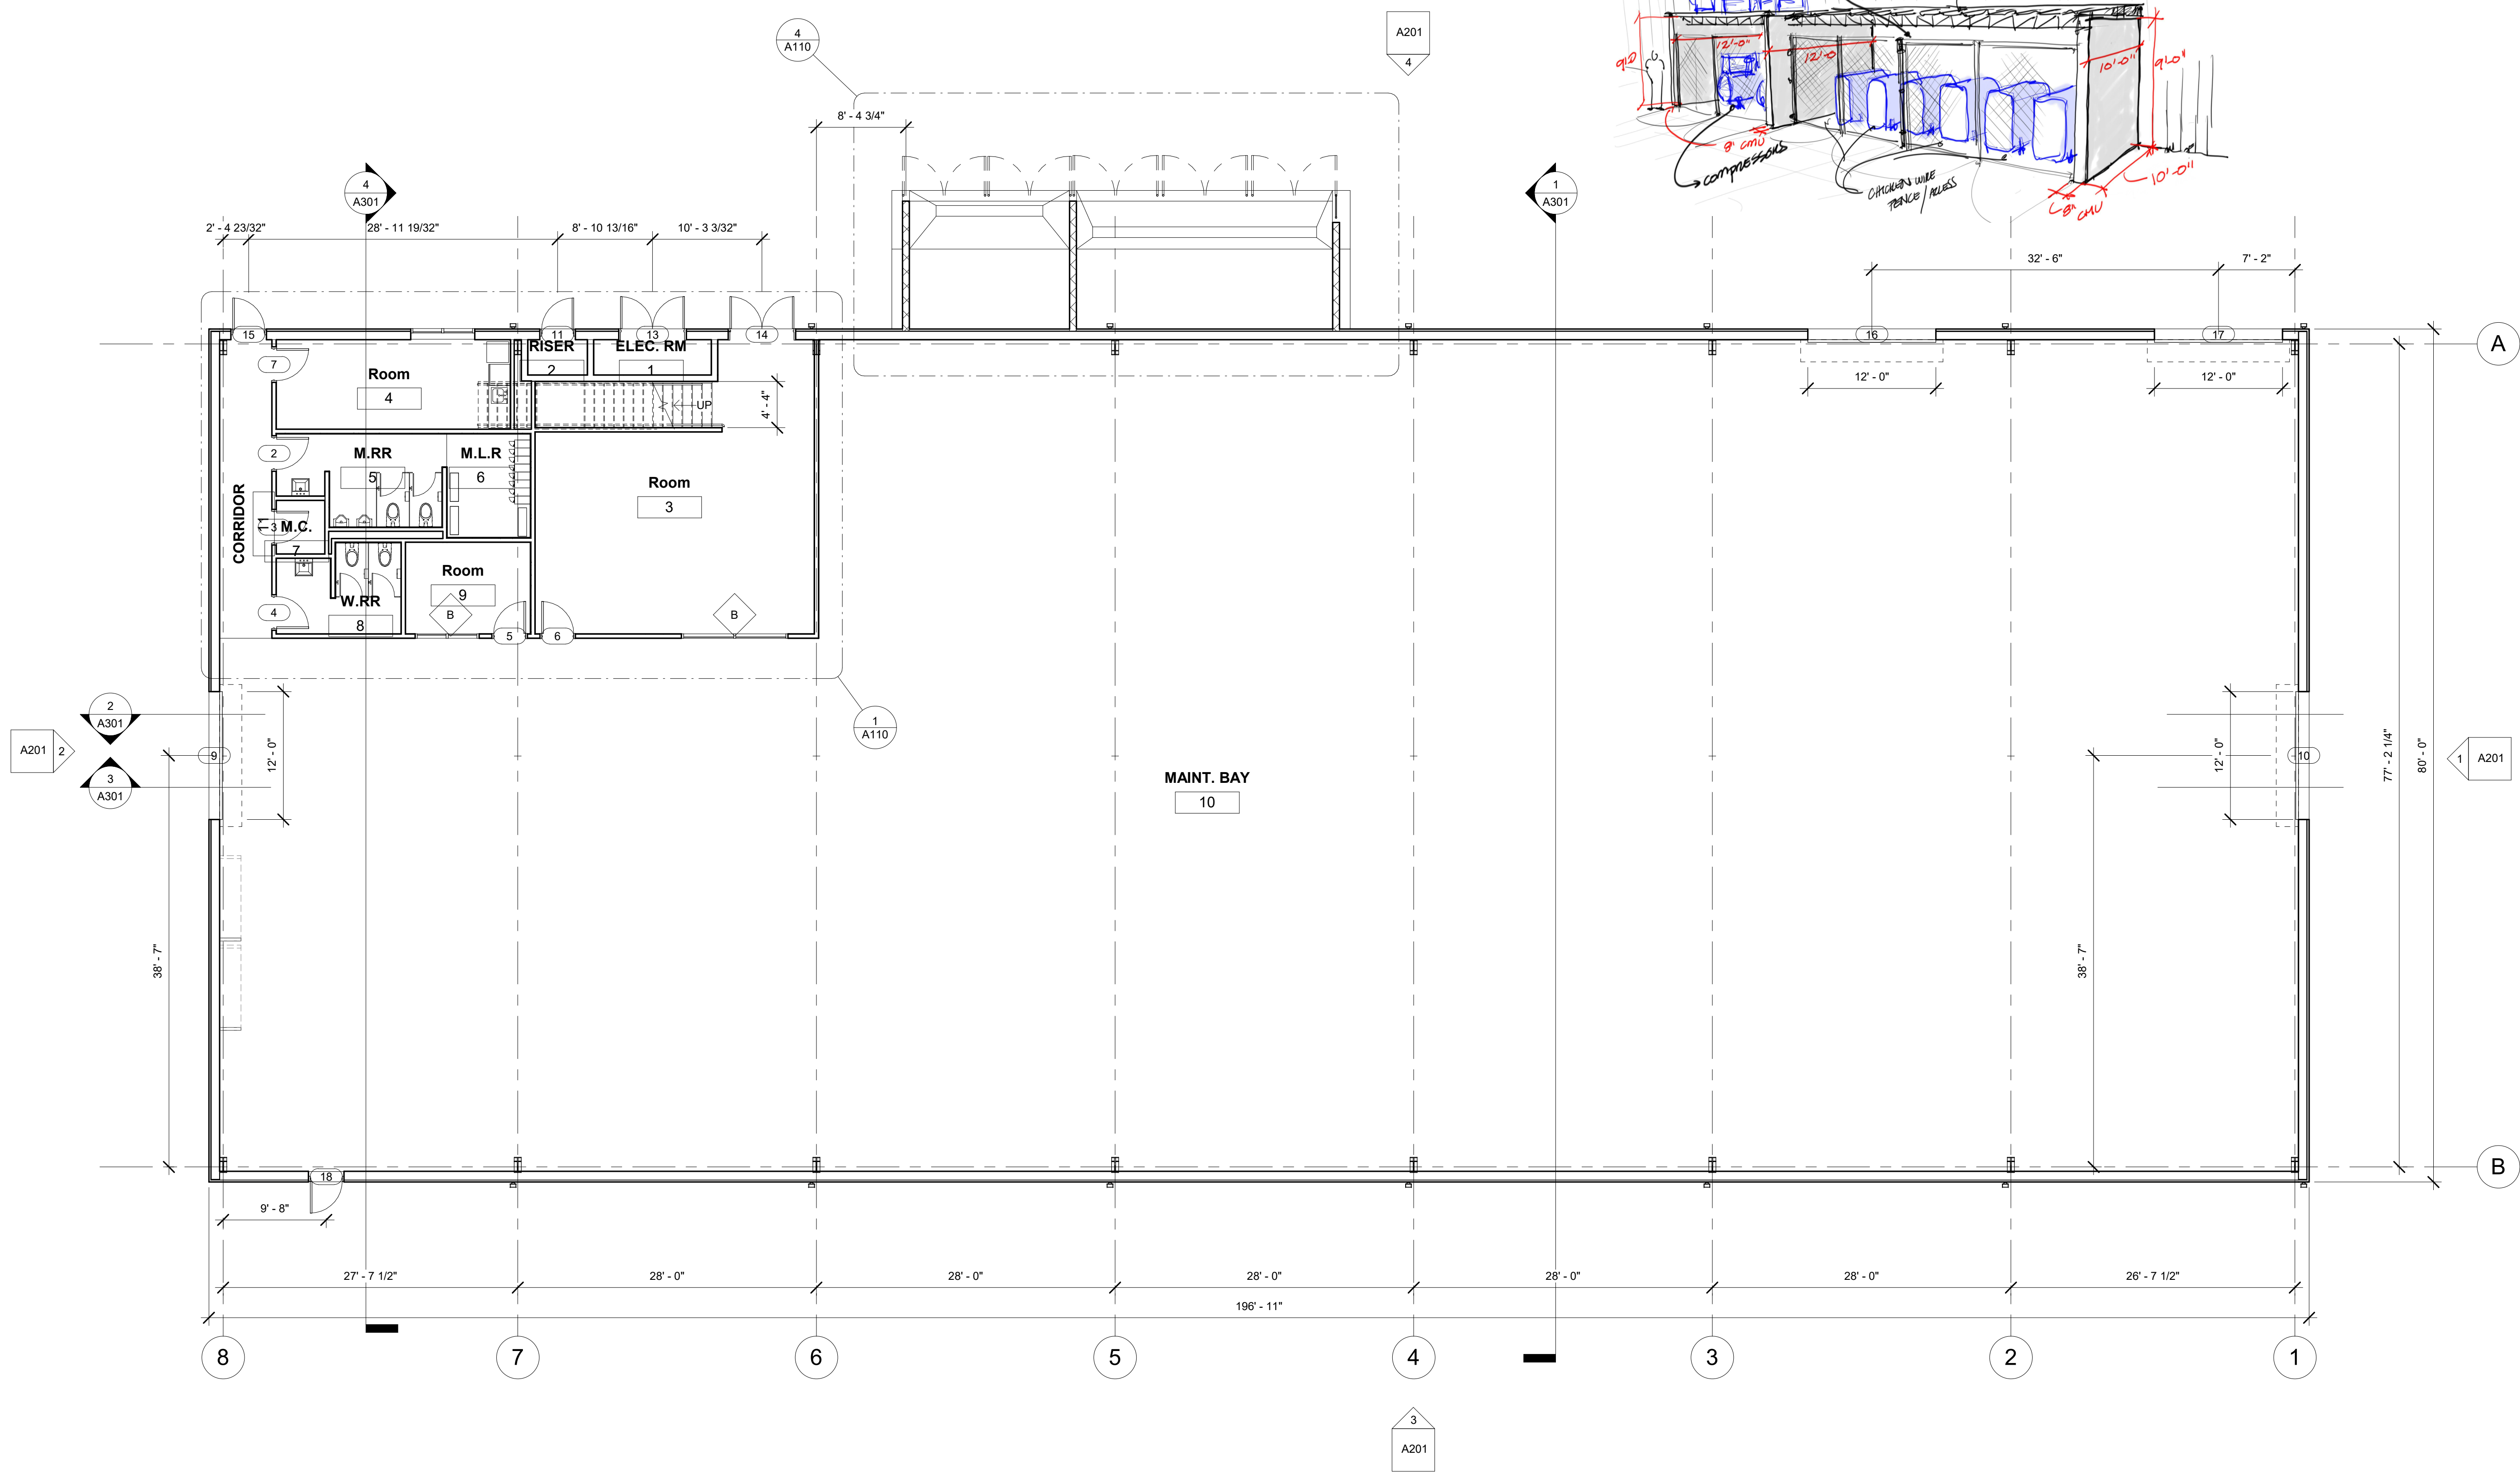 4
A110
A201
4
12'-0"
12'-0
10'-0"
9'-0"
8" CMU
COMPRESSORS
CHICKEN WIRE
FENCE/ACCESS
10'-0"
8" CMU
8' - 4 3/4"
4
A301
1
A301
2' - 4 23/32"
28' - 11 19/32"
8' - 10 13/16"
10' - 3 3/32"
32' - 6"
7' - 2"
15
11
13
14
16
17
A
7
RISER
2
ELEC. RM
1
Room
4
UP
4' - 4"
12' - 0"
12' - 0"
2
M.RR
5
M.L.R
6
Room
3
CORRIDOR
11
3
M.C.
7
Room
9
W.RR
8
4
B
B
5
6
2
A301
1
A110
A201
2
9
12' - 0"
3
A301
MAINT. BAY
10
12' - 0"
10
77' - 2 1/4"
80' - 0"
1
A201
38' - 7"
38' - 7"
18
B
9' - 8"
27' - 7 1/2"
28' - 0"
28' - 0"
28' - 0"
28' - 0"
28' - 0"
26' - 7 1/2"
196' - 11"
8
7
6
5
4
3
2
1
3
A201